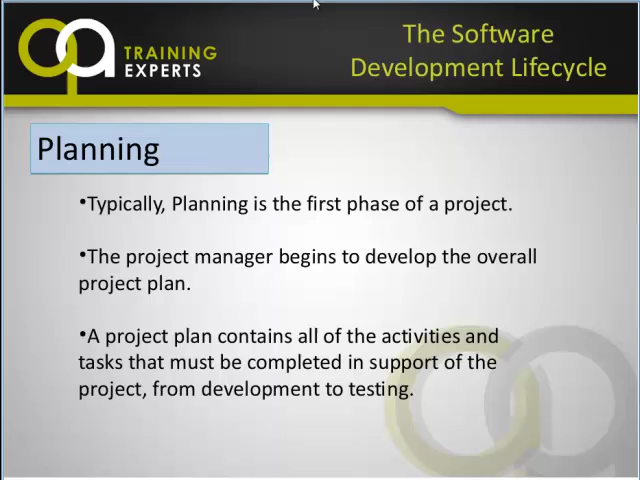 The Software
Development Lifecycle
qa TRAINING
EXPERTS
Planning
•Typically, Planning is the first phase of a project.
•The project manager begins to develop the overall
project plan.
•A project plan contains all of the activities and
tasks that must be completed in support of the
project, from development to testing.